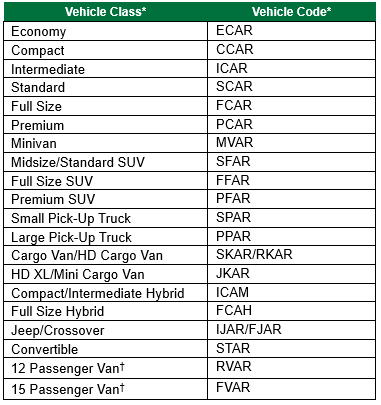 Vehicle Class* Vehicle Code*
Economy ECAR
Compact CCAR
Intermediate ICAR
Standard SCAR
Full Size FCAR
Premium PCAR
Minivan MVAR
Midsize/Standard SUV SFAR
Full Size SUV FFAR
Premium SUV PFAR
Small Pick-Up Truck SPAR
Large Pick-Up Truck PPAR
Cargo Van/HD Cargo Van SKAR/RKAR
HD XL/Mini Cargo Van JKAR
Compact/Intermediate Hybrid ICAM
Full Size Hybrid FCAH
Jeep/Crossover IJAR/FJAR
Convertible STAR
12 Passenger Van† RVAR
15 Passenger Van† FVAR